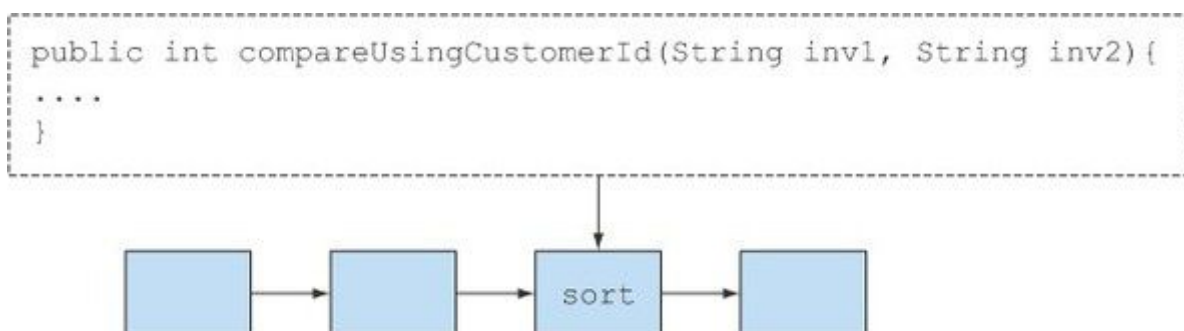 public int compareUsingCustomerId(String inv1, String inv2){
....
}
sort